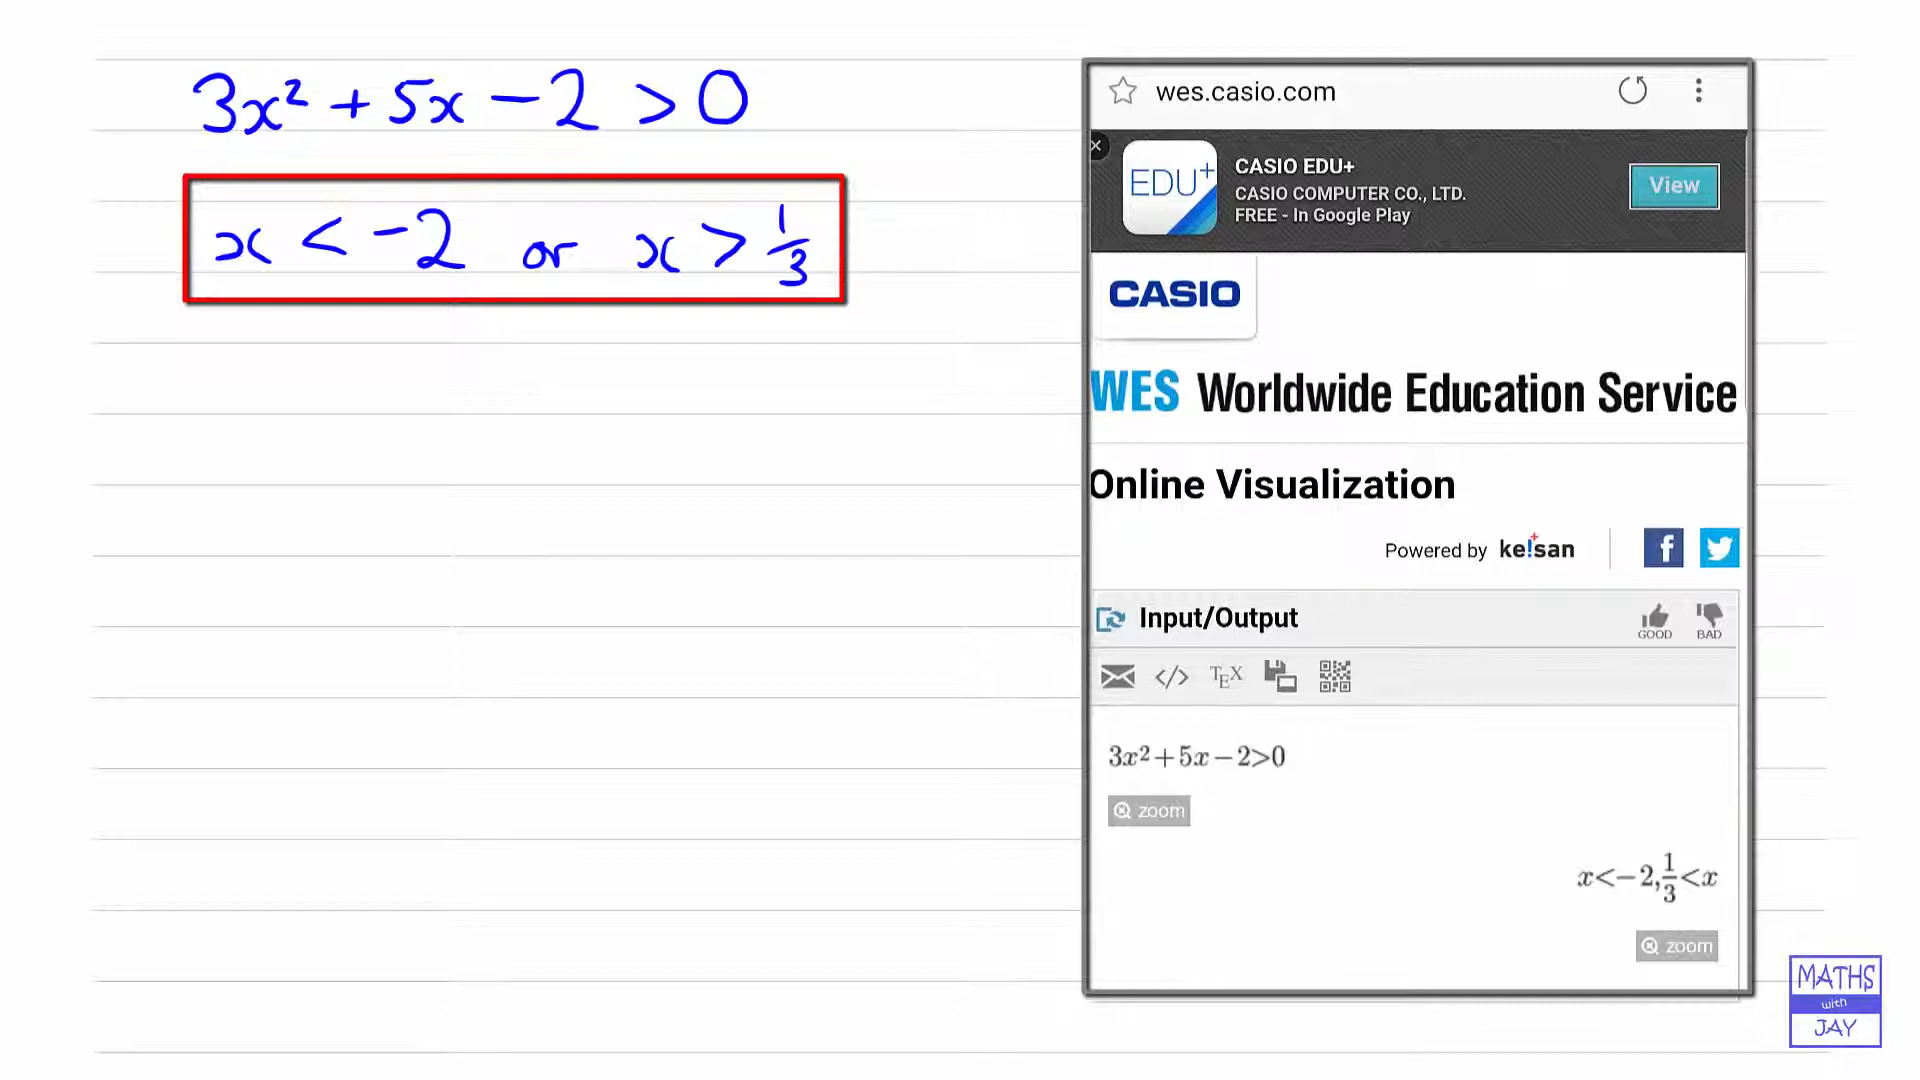 3x² + 5x − 2 > 0
x < −2 or x > 1/3
wes.casio.com
EDU+
CASIO EDU+
CASIO COMPUTER CO., LTD.
FREE - In Google Play
View
CASIO
WES Worldwide Education Service
Online Visualization
Powered by ke!san
f
Input/Output
GOOD
BAD
</> TEX
3x²+5x−2>0
zoom
x<−2,1/3<x
zoom
MATHS
with
JAY